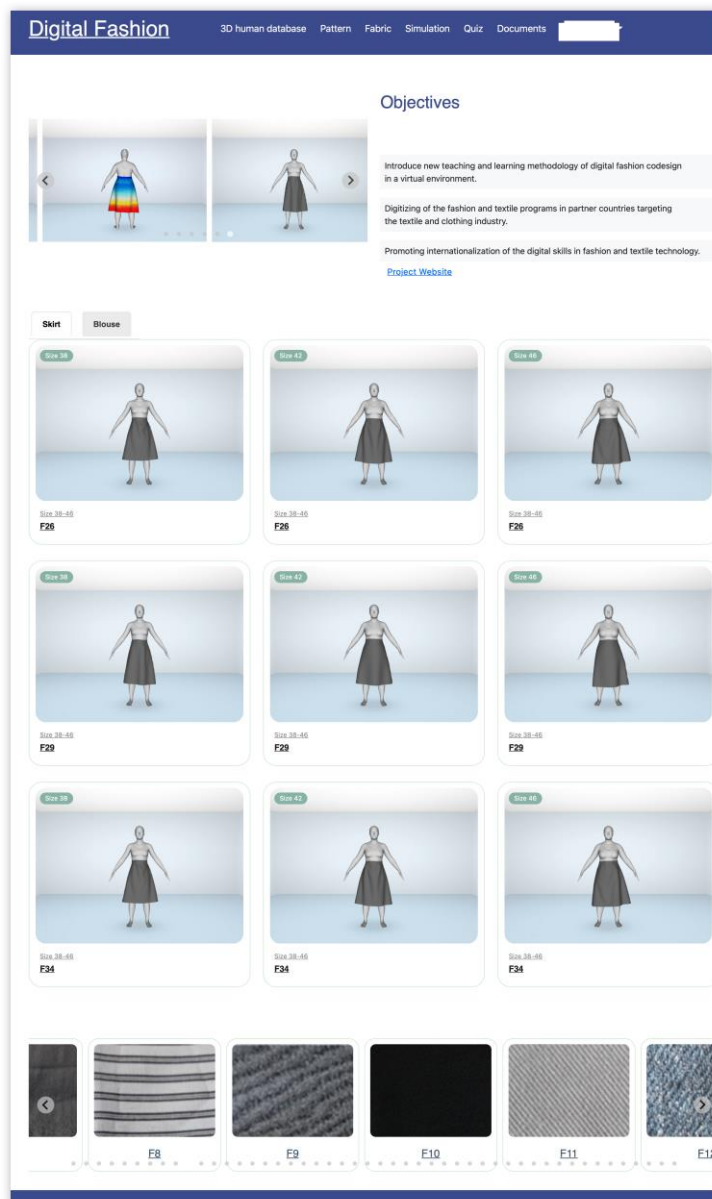 Digital Fashion
3D human database Pattern Fabric Simulation Quiz Documents
Objectives
Introduce new teaching and learning methodology of digital fashion codesign
in a virtual environment.
Digitizing of the fashion and textile programs in partner countries targeting
the textile and clothing industry.
Promoting internationalization of the digital skills in fashion and textile technology.
Project Website
Skirt Blouse
Size 38 Size 42 Size 46
Size 38-46 Size 38-46 Size 38-46
F26 F26 F26
Size 38 Size 42 Size 46
Size 38-46 Size 38-46 Size 38-46
F29 F29 F29
Size 38 Size 42 Size 46
Size 38-46 Size 38-46 Size 38-46
F34 F34 F34
F8 F9 F10 F11 F12